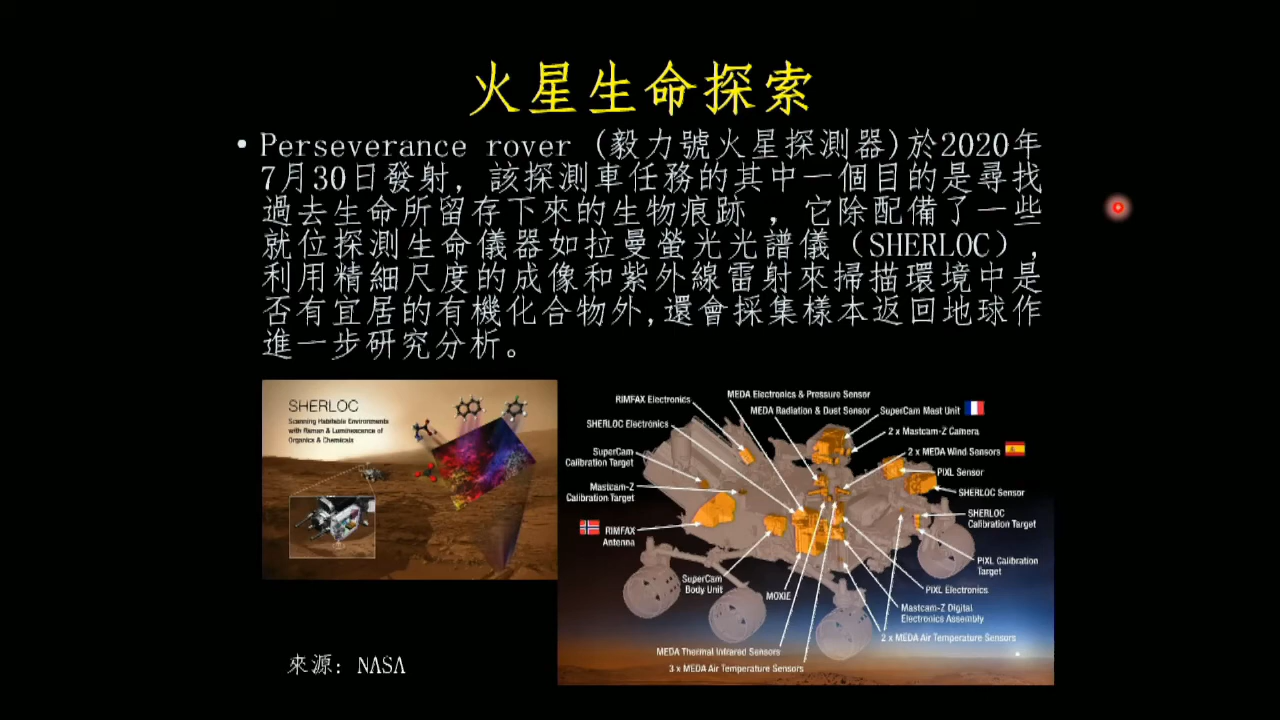 火星生命探索
• Perseverance rover (毅力號火星探測器)於2020年
7月30日發射, 該探測車任務的其中一個目的是尋找
過去生命所留存下來的生物痕跡 , 它除配備了一些
就位探測生命儀器如拉曼螢光光譜儀 (SHERLOC) ,
利用精細尺度的成像和紫外線雷射來掃描環境中是
否有宜居的有機化合物外,還會採集樣本返回地球作
進一步研究分析。
SHERLOC
Scanning Habitable Environments
with Raman & Luminescence of
Organics & Chemicals
MEDA Electronics & Pressure Sensor
RIMFAX Electronics
MEDA Radiation & Dust Sensor
SuperCam Mast Unit
SHERLOC Electronics
2 x Mastcam-Z Camera
SuperCam
Calibration Target
2 x MEDA Wind Sensors
PIXL Sensor
Mastcam-Z
Calibration Target
SHERLOC Sensor
SHERLOC
Calibration Target
RIMFAX
Antenna
PIXL Calibration
Target
SuperCam
Body Unit
MOXIE
PIXL Electronics
Mastcam-Z Digital
Electronics Assembly
2 x MEDA Air Temperature Sensors
MEDA Thermal Infrared Sensors
3 x MEDA Air Temperature Sensors
來源: NASA